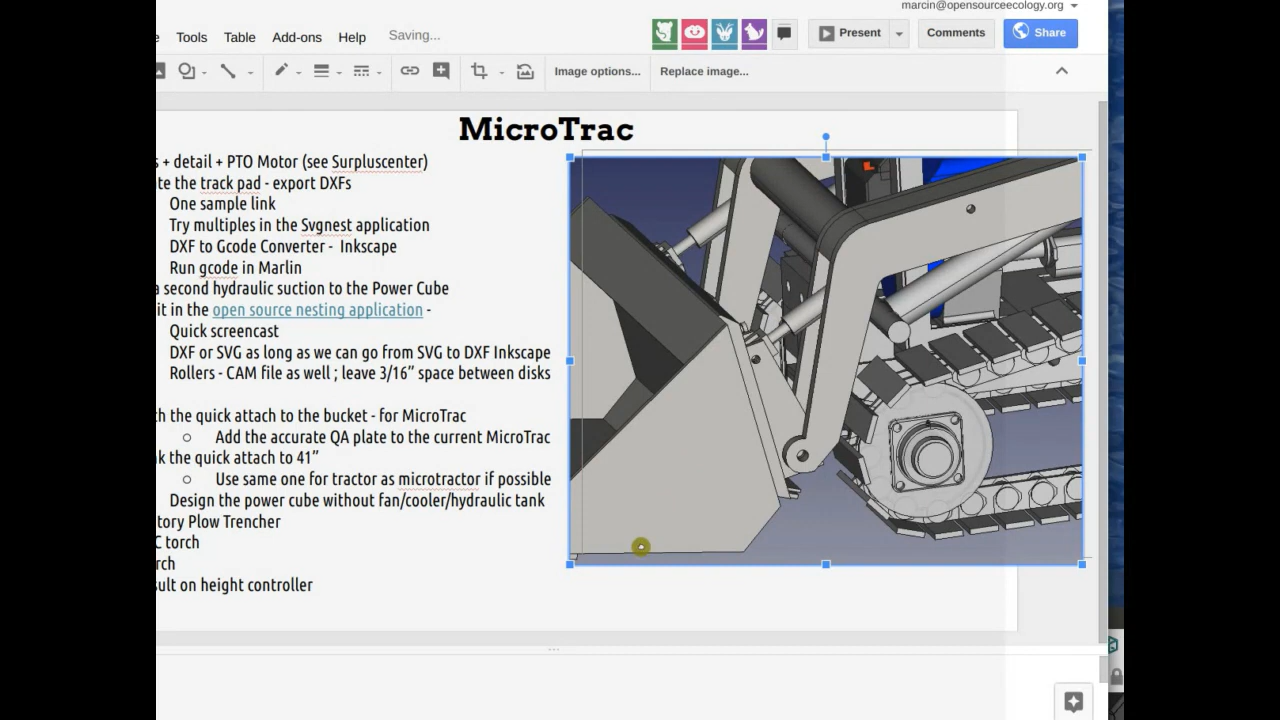 marcin@opensourceecology.org
e Tools Table Add-ons Help Saving... Present Comments Share
Image options... Replace image...
MicroTrac
s + detail + PTO Motor (see Surpluscenter)
te the track pad - export DXFs
One sample link
Try multiples in the Svgnest application
DXF to Gcode Converter - Inkscape
Run gcode in Marlin
a second hydraulic suction to the Power Cube
it in the open source nesting application -
Quick screencast
DXF or SVG as long as we can go from SVG to DXF Inkscape
Rollers - CAM file as well ; leave 3/16” space between disks
th the quick attach to the bucket - for MicroTrac
○ Add the accurate QA plate to the current MicroTrac
k the quick attach to 41”
○ Use same one for tractor as microtractor if possible
Design the power cube without fan/cooler/hydraulic tank
tory Plow Trencher
C torch
rch
sult on height controller